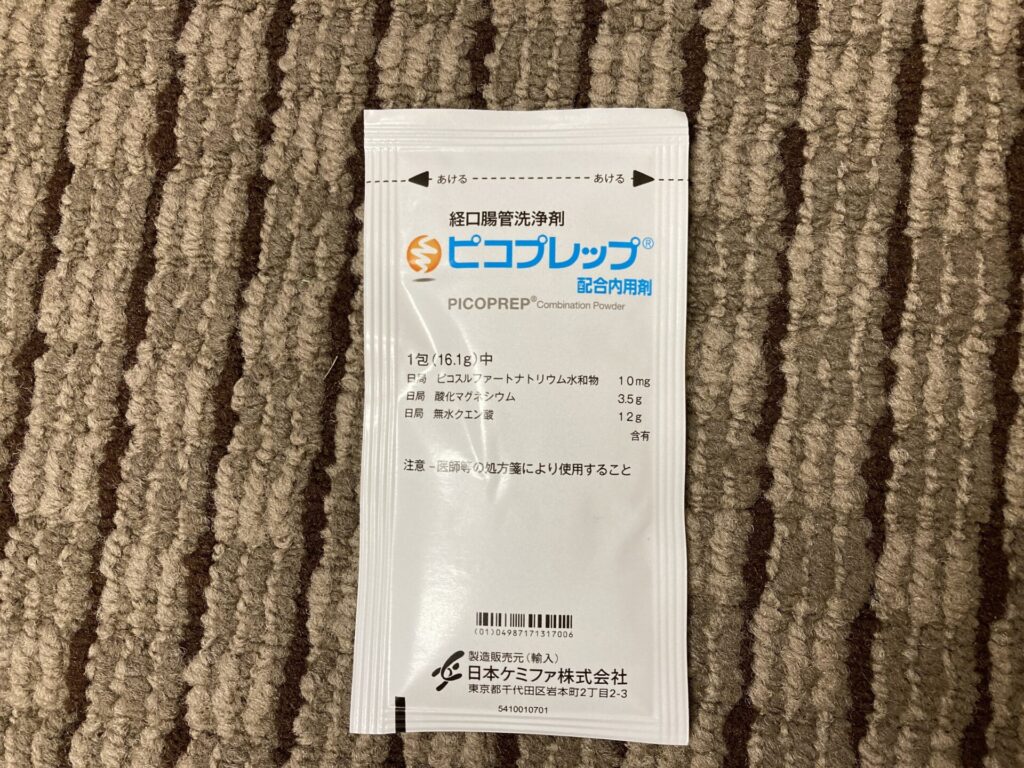 あける あける
経口腸管洗浄剤
ピコプレップ®
配合内用剤
PICOPREP® Combination Powder
1包(16.1g)中
日局 ピコスルファートナトリウム水和物 10mg
日局 酸化マグネシウム 3.5g
日局 無水クエン酸 12g
含有
注意-医師等の処方箋により使用すること
(01)04987171317006
製造販売元(輸入)
日本ケミファ株式会社
東京都千代田区岩本町2丁目2-3
5410010701